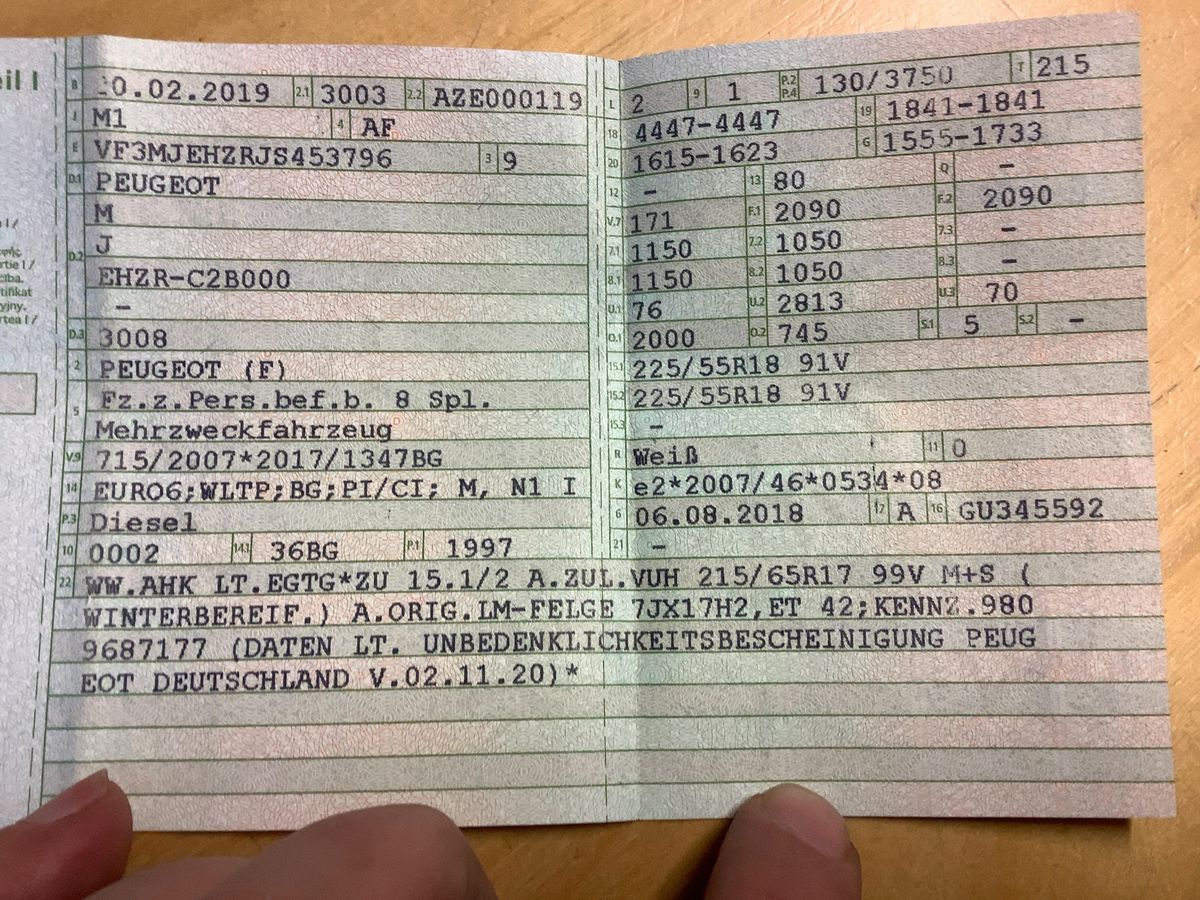 eil I
B .0.02.2019 2.1 3003 2.2 AZE000119
J M1 4 AF
E VF3MJEHZRJS453796 3 9
D.1 PEUGEOT
M
D.2 J
EHZR-C2B000
–
D.3 3008
2 PEUGEOT (F)
5 Fz.z.Pers.bef.b. 8 Spl.
Mehrzweckfahrzeug
V.9 715/2007*2017/1347BG
14 EURO6;WLTP;BG;PI/CI; M, N1 I
P.3 Diesel
10 0002 14.1 36BG P.1 1997
L 2 9 1 P.2 P.4 130/3750 T 215
18 4447-4447 19 1841-1841
20 1615-1623 G 1555-1733
12 – 13 80 Q –
V.7 171 F.1 2090 F.2 2090
7.1 1150 7.2 1050 7.3 –
8.1 1150 8.2 1050 8.3 –
U.1 76 U.2 2813 U.3 70
O.1 2000 O.2 745 S.1 5 S.2 –
15.1 225/55R18 91V
15.2 225/55R18 91V
15.3 –
R Weiß 11 0
K e2*2007/46*0534*08
6 06.08.2018 17 A 16 GU345592
21 –
22 WW.AHK LT.EGTG*ZU 15.1/2 A.ZUL.VUH 215/65R17 99V M+S (
WINTERBEREIF.) A.ORIG.LM-FELGE 7JX17H2,ET 42;KENNZ.980
9687177 (DATEN LT. UNBEDENKLICHKEITSBESCHEINIGUNG PEUG
EOT DEUTSCHLAND V.02.11.20)*